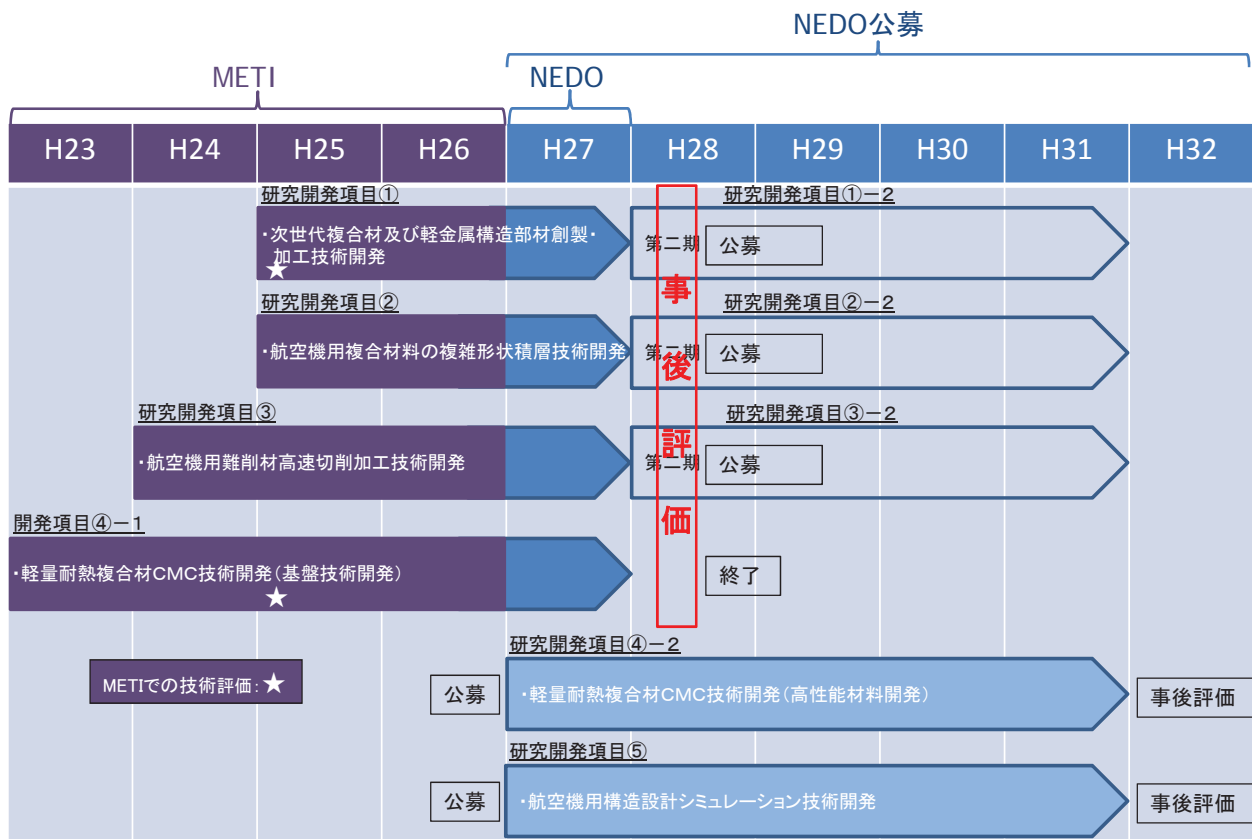 NEDO公募
METI
NEDO
H23
H24
H25
H26
H27
H28
H29
H30
H31
H32
研究開発項目①
研究開発項目①-2
・次世代複合材及び軽金属構造部材創製・
加工技術開発
★
第二期
公募
研究開発項目②
研究開発項目②-2
・航空機用複合材料の複雑形状積層技術開発
第二期
公募
研究開発項目③
研究開発項目③-2
・航空機用難削材高速切削加工技術開発
第二期
公募
事後評価
開発項目④-1
・軽量耐熱複合材CMC技術開発(基盤技術開発)
★
終了
研究開発項目④-2
METIでの技術評価:★
公募
・軽量耐熱複合材CMC技術開発(高性能材料開発)
事後評価
研究開発項目⑤
公募
・航空機用構造設計シミュレーション技術開発
事後評価